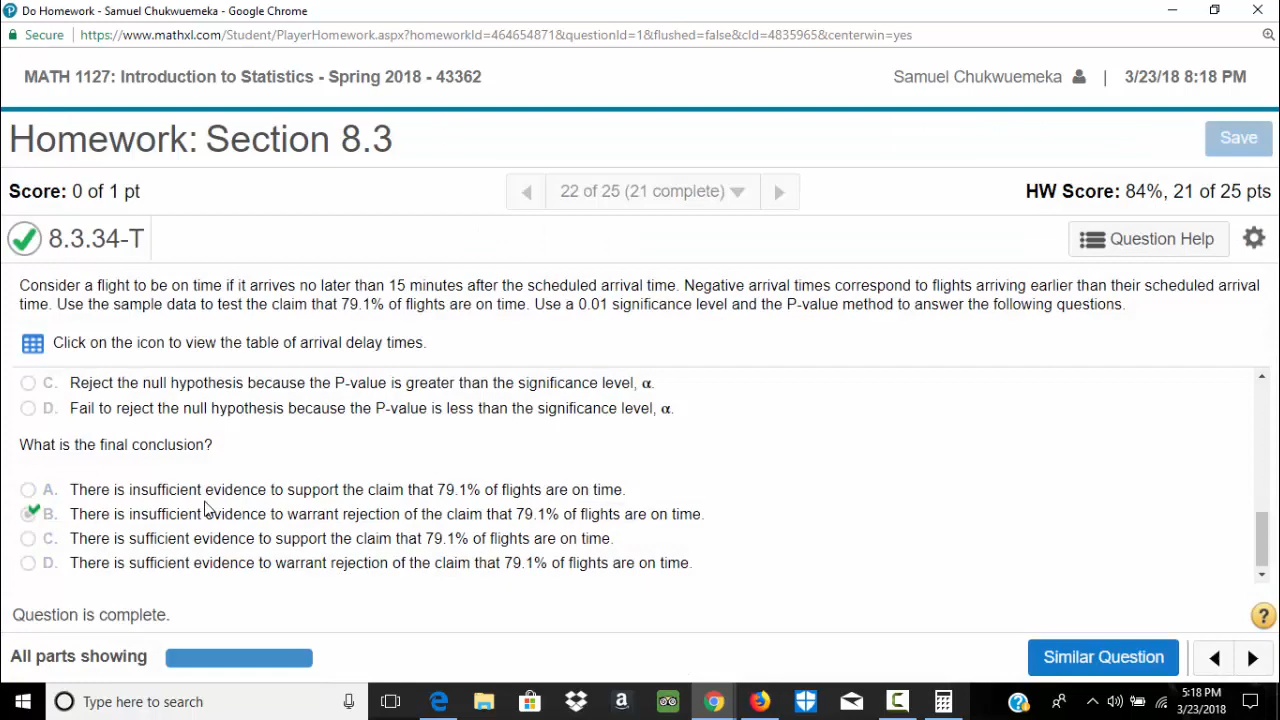 Do Homework - Samuel Chukwuemeka - Google Chrome
Secure https://www.mathxl.com/Student/PlayerHomework.aspx?homeworkId=464654871&questionId=1&flushed=false&cId=4835965&centerwin=yes
MATH 1127: Introduction to Statistics - Spring 2018 - 43362
Samuel Chukwuemeka | 3/23/18 8:18 PM
Homework: Section 8.3
Save
Score: 0 of 1 pt
22 of 25 (21 complete)
HW Score: 84%, 21 of 25 pts
8.3.34-T
Question Help
Consider a flight to be on time if it arrives no later than 15 minutes after the scheduled arrival time. Negative arrival times correspond to flights arriving earlier than their scheduled arrival
time. Use the sample data to test the claim that 79.1% of flights are on time. Use a 0.01 significance level and the P-value method to answer the following questions.
Click on the icon to view the table of arrival delay times.
C. Reject the null hypothesis because the P-value is greater than the significance level, α.
D. Fail to reject the null hypothesis because the P-value is less than the significance level, α.
What is the final conclusion?
A. There is insufficient evidence to support the claim that 79.1% of flights are on time.
B. There is insufficient evidence to warrant rejection of the claim that 79.1% of flights are on time.
C. There is sufficient evidence to support the claim that 79.1% of flights are on time.
D. There is sufficient evidence to warrant rejection of the claim that 79.1% of flights are on time.
Question is complete.
?
All parts showing
Similar Question
Type here to search
5:18 PM
3/23/2018